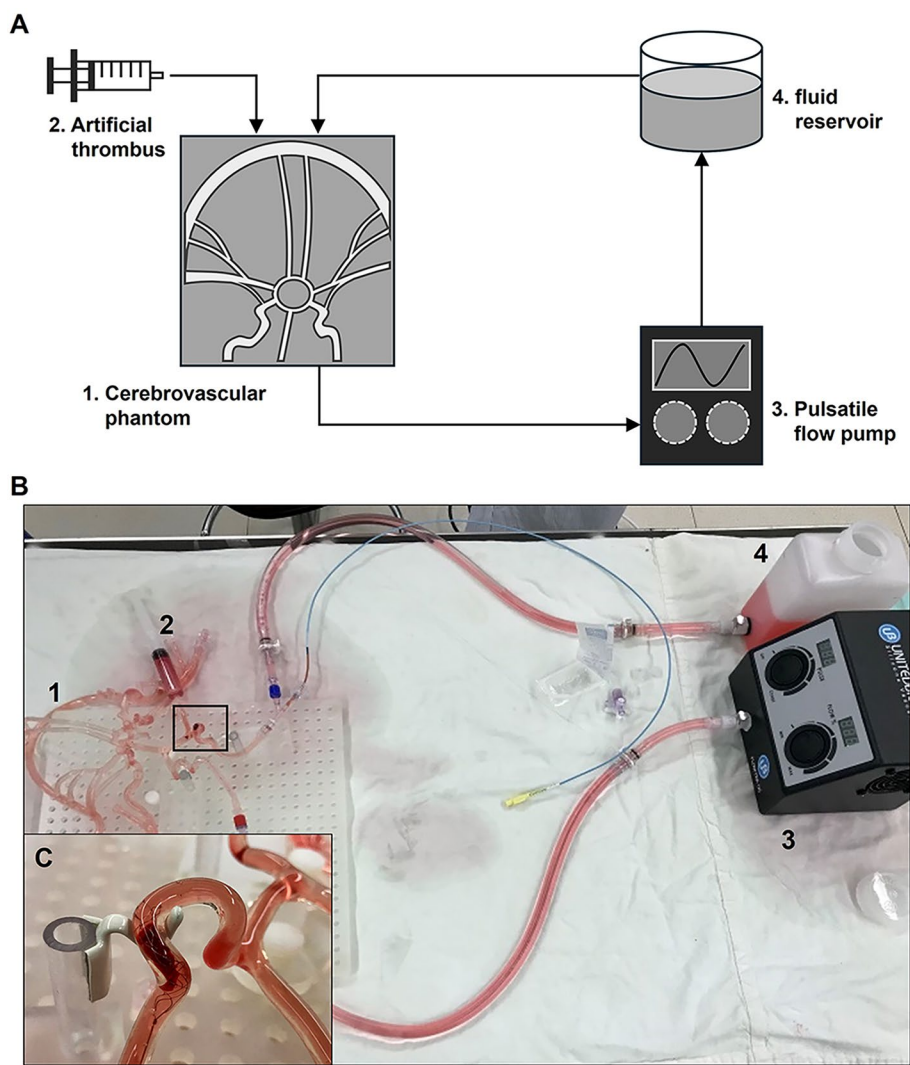 A
2. Artificial
thrombus
4. fluid
reservoir
1. Cerebrovascular
phantom
3. Pulsatile
flow pump
B
4
2
1
3
C